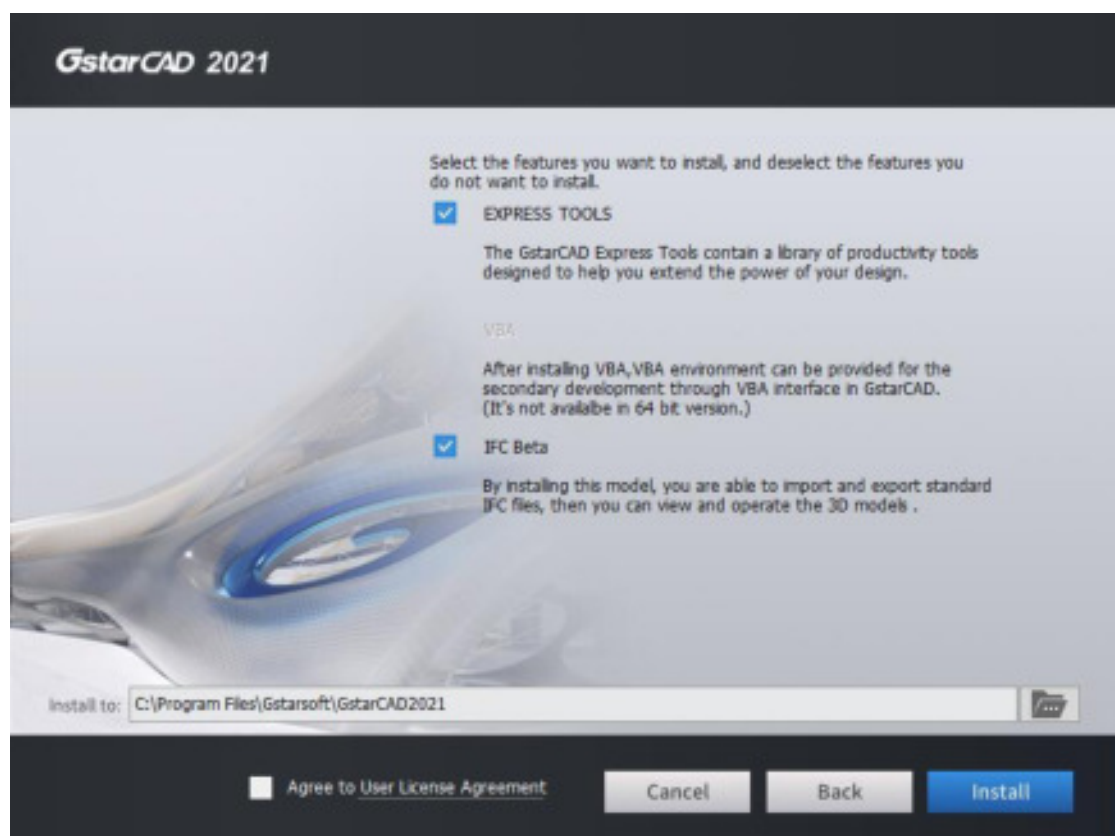 GstarCAD 2021
Select the features you want to install, and deselect the features you
do not want to install.
EXPRESS TOOLS
The GstarCAD Express Tools contain a library of productivity tools
designed to help you extend the power of your design.
VBA
After installing VBA,VBA environment can be provided for the
secondary development through VBA interface in GstarCAD.
(It's not availalbe in 64 bit version.)
IFC Beta
By installing this model, you are able to import and export standard
IFC files, then you can view and operate the 3D models .
Install to: C:\Program Files\Gstarsoft\GstarCAD2021
Agree to User License Agreement
Cancel
Back
Install